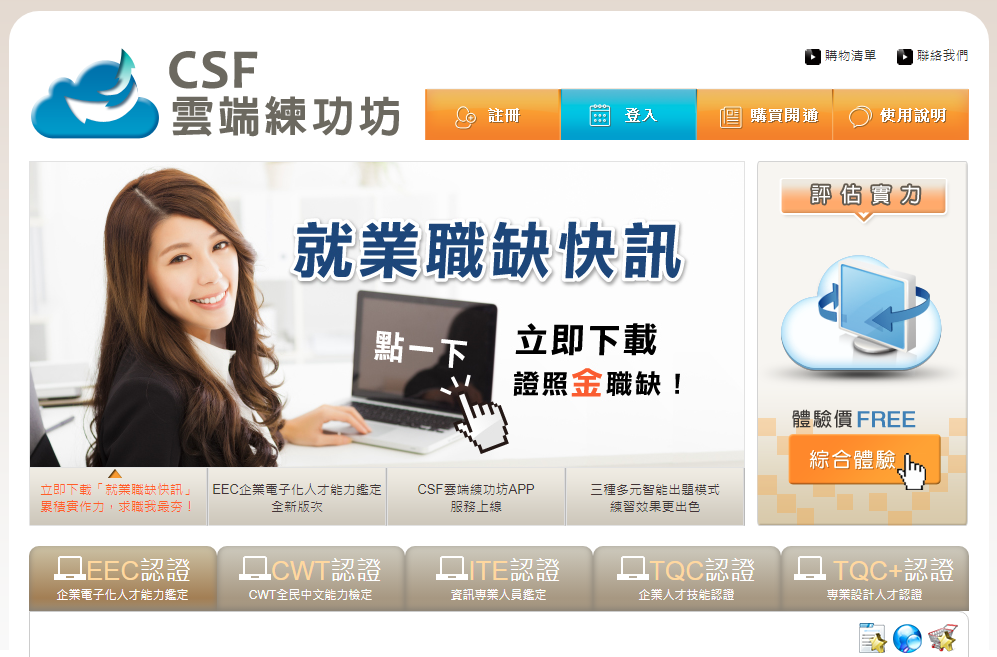 CSF
雲端練功坊
購物清單
聯絡我們
註冊
登入
購買開通
使用說明
就業職缺快訊
點一下
立即下載
證照金職缺！
評估實力
體驗價FREE
綜合體驗
立即下載「就業職缺快訊」
累積實作力，求職我最夯！
EEC企業電子化人才能力鑑定
全新版次
CSF雲端練功坊APP
服務上線
三種多元智能出題模式
練習效果更出色
EEC認證
企業電子化人才能力鑑定
CWT認證
CWT全民中文能力檢定
ITE認證
資訊專業人員鑑定
TQC認證
企業人才技能認證
TQC+認證
專業設計人才認證